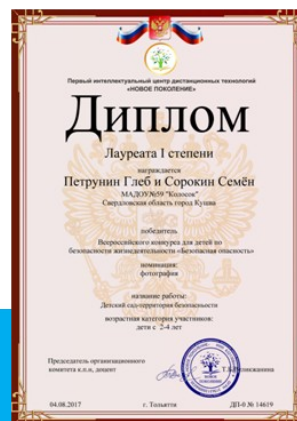 Первый интеллектуальный центр дистанционных технологий
«НОВОЕ ПОКОЛЕНИЕ»
Диплом
Лауреата I степени
награждается
Петрунин Глеб и Сорокин Семён
МАДОУ№59 "Колосок"
Свердловская область город Кушва
победитель
Всероссийского конкурса для детей по
безопасности жизнедеятельности «Безопасная опасность»
номинация:
фотография
название работы:
Детский сад-территория безопасности
возрастная категория участников:
дети с 2-4 лет
Председатель организационного
комитета к.п.н, доцент
НОВОЕ
ПОКОЛЕНИЕ
04.08.2017
г. Тольятти
ДП-0 № 14619